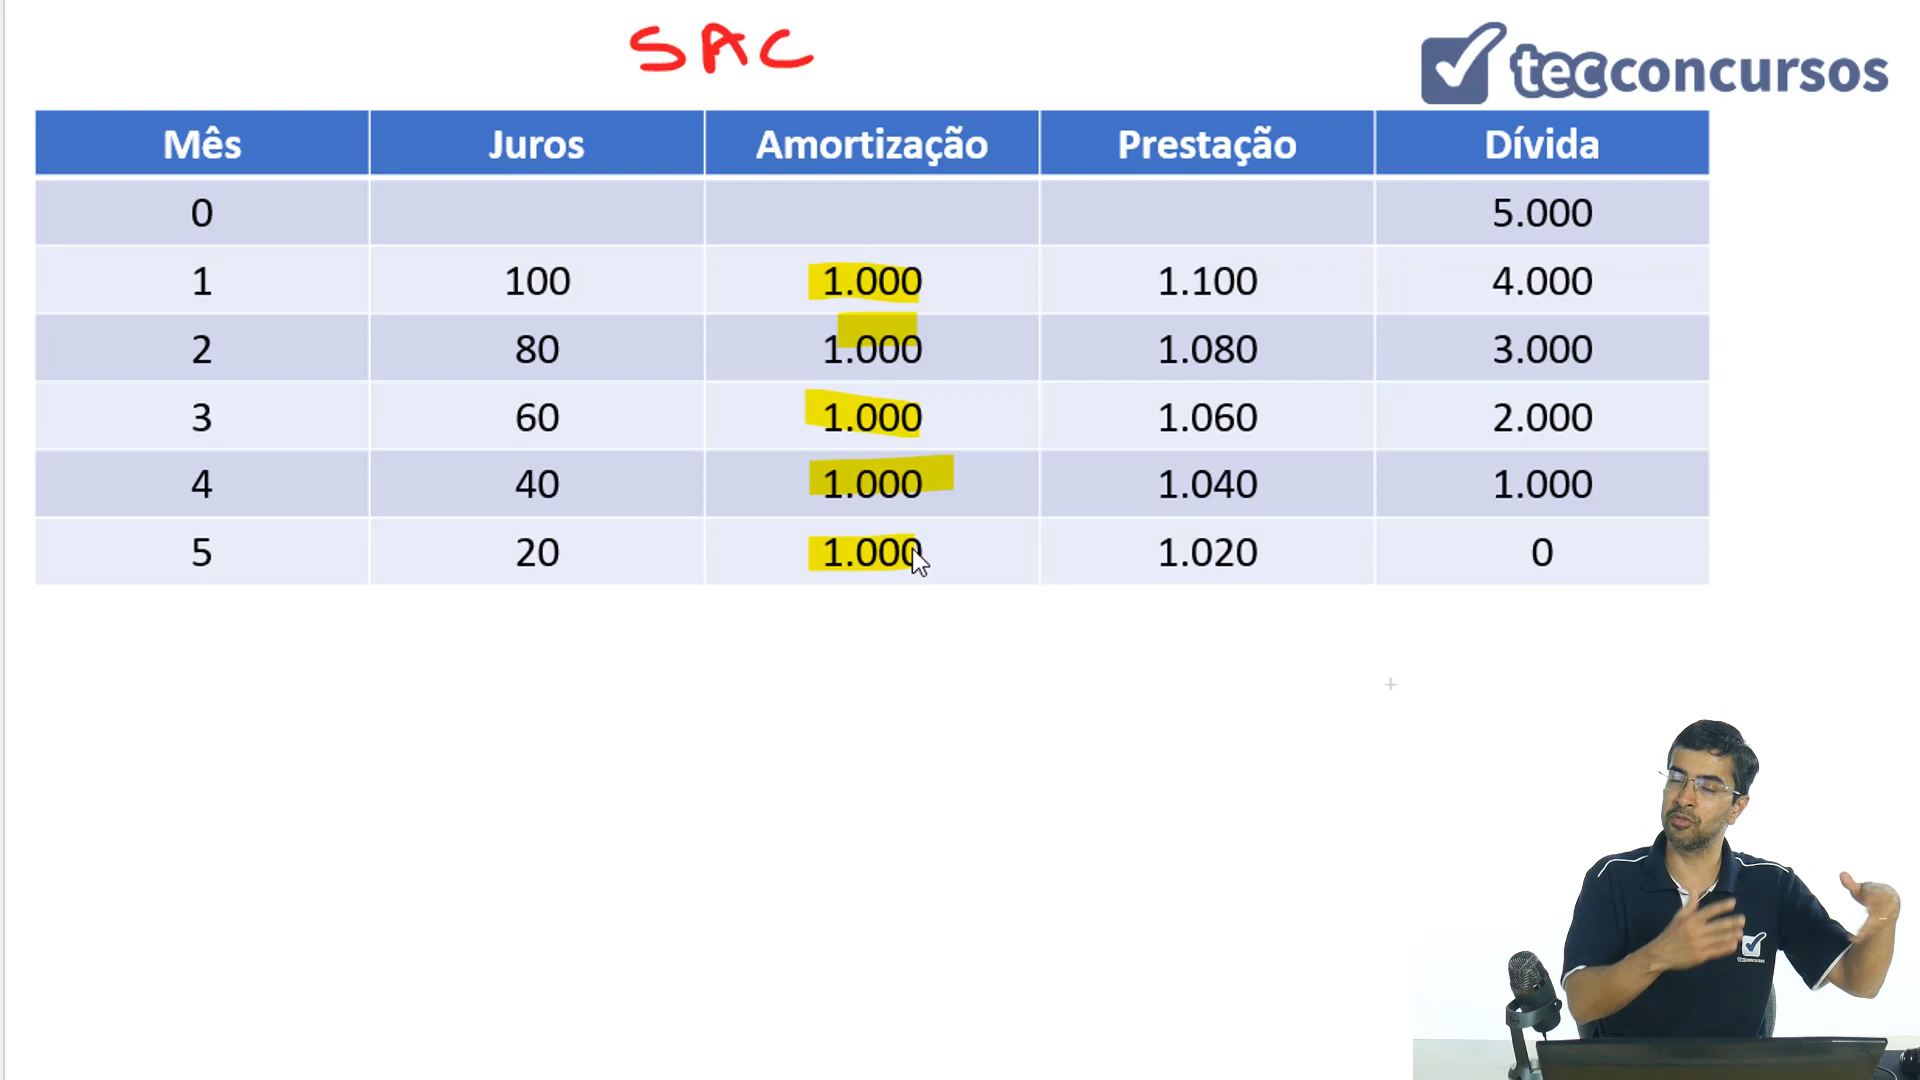 SAC
tecconcursos
Mês Juros Amortização Prestação Dívida
0 5.000
1 100 1.000 1.100 4.000
2 80 1.000 1.080 3.000
3 60 1.000 1.060 2.000
4 40 1.000 1.040 1.000
5 20 1.000 1.020 0
tecconcursos